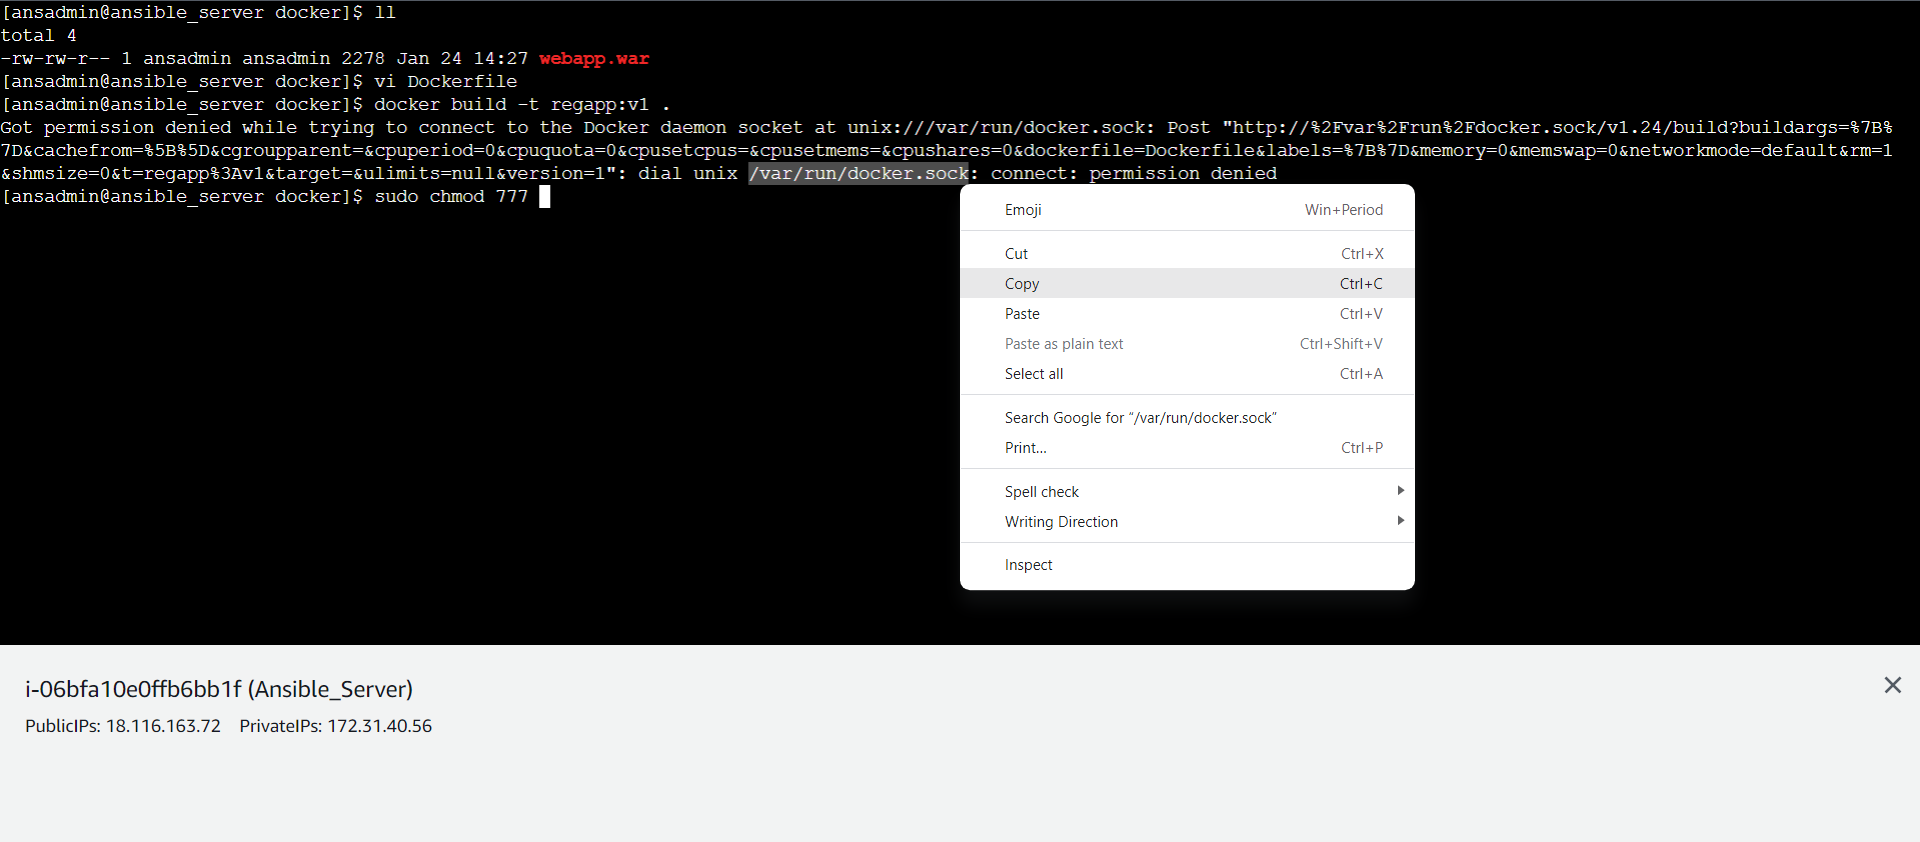 [ansadmin@ansible_server docker]$ ll
total 4
-rw-rw-r-- 1 ansadmin ansadmin 2278 Jan 24 14:27 webapp.war
[ansadmin@ansible_server docker]$ vi Dockerfile
[ansadmin@ansible_server docker]$ docker build -t regapp:v1 .
Got permission denied while trying to connect to the Docker daemon socket at unix:///var/run/docker.sock: Post "http://%2Fvar%2Frun%2Fdocker.sock/v1.24/build?buildargs=%7B%
7D&cachefrom=%5B%5D&cgroupparent=&cpuperiod=0&cpuquota=0&cpusetcpus=&cpusetmems=&cpushares=0&dockerfile=Dockerfile&labels=%7B%7D&memory=0&memswap=0&networkmode=default&rm=1
&shmsize=0&t=regapp%3Av1&target=&ulimits=null&version=1": dial unix /var/run/docker.sock: connect: permission denied
[ansadmin@ansible_server docker]$ sudo chmod 777
Emoji Win+Period
Cut Ctrl+X
Copy Ctrl+C
Paste Ctrl+V
Paste as plain text Ctrl+Shift+V
Select all Ctrl+A
Search Google for “/var/run/docker.sock”
Print... Ctrl+P
Spell check
Writing Direction
Inspect
i-06bfa10e0ffb6bb1f (Ansible_Server)
PublicIPs: 18.116.163.72 PrivateIPs: 172.31.40.56